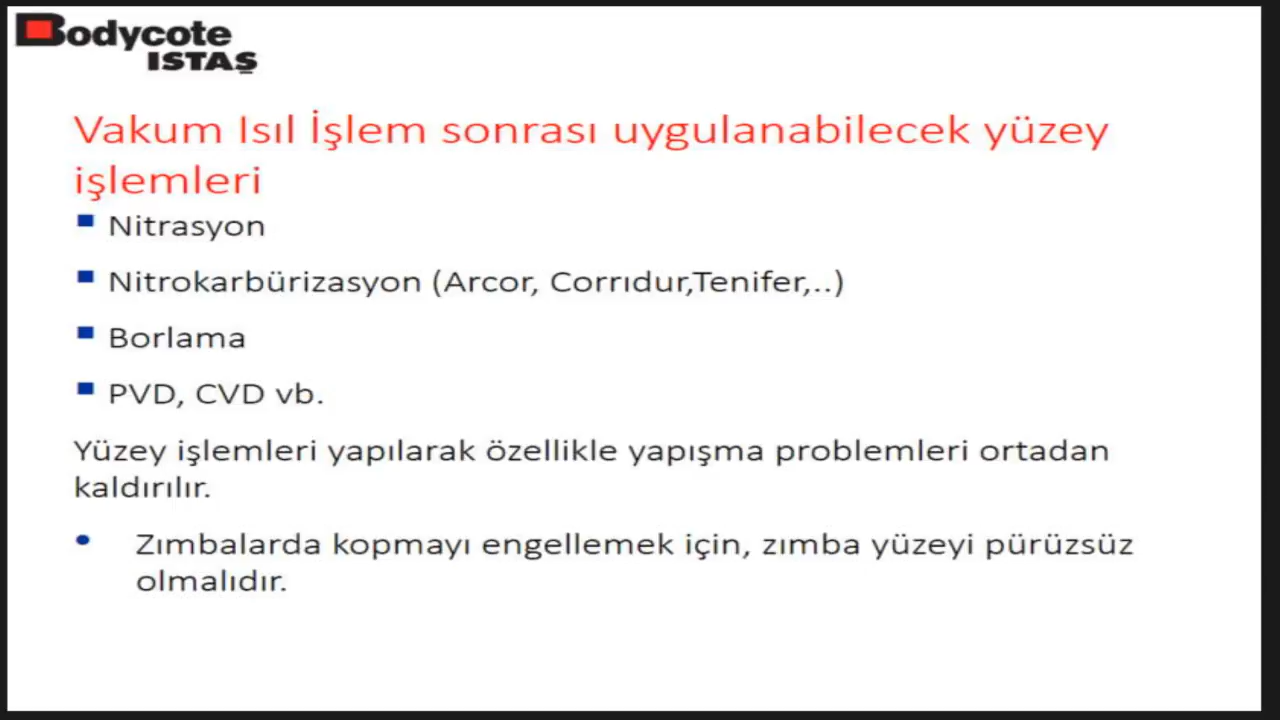 Bodycote
ISTAŞ
Vakum Isıl İşlem sonrası uygulanabilecek yüzey
işlemleri
▪ Nitrasyon
▪ Nitrokarbürizasyon (Arcor, Corrıdur,Tenifer,..)
▪ Borlama
▪ PVD, CVD vb.
Yüzey işlemleri yapılarak özellikle yapışma problemleri ortadan
kaldırılır.
• Zımbalarda kopmayı engellemek için, zımba yüzeyi pürüzsüz
olmalıdır.